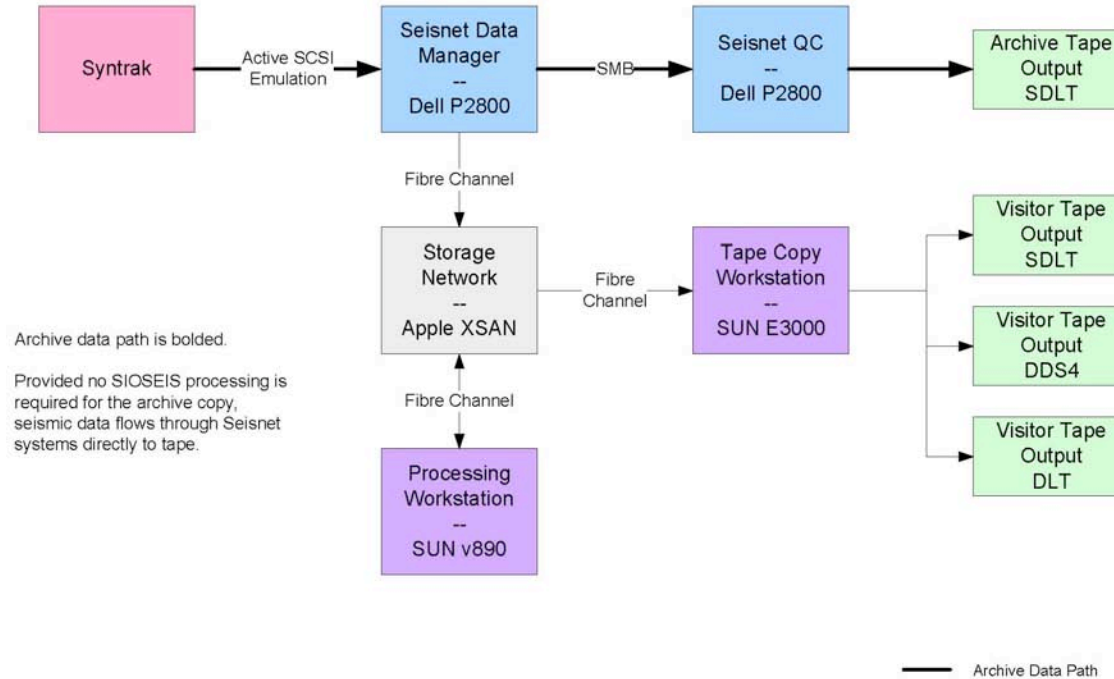 Syntrak
Active SCSI
Emulation
Seisnet Data
Manager
--
Dell P2800
SMB
Seisnet QC
--
Dell P2800
Archive Tape
Output
SDLT
Fibre Channel
Storage
Network
--
Apple XSAN
Fibre
Channel
Tape Copy
Workstation
--
SUN E3000
Visitor Tape
Output
SDLT
Visitor Tape
Output
DDS4
Visitor Tape
Output
DLT
Archive data path is bolded.
Provided no SIOSEIS processing is
required for the archive copy,
seismic data flows through Seisnet
systems directly to tape.
Fibre Channel
Processing
Workstation
--
SUN v890
Archive Data Path